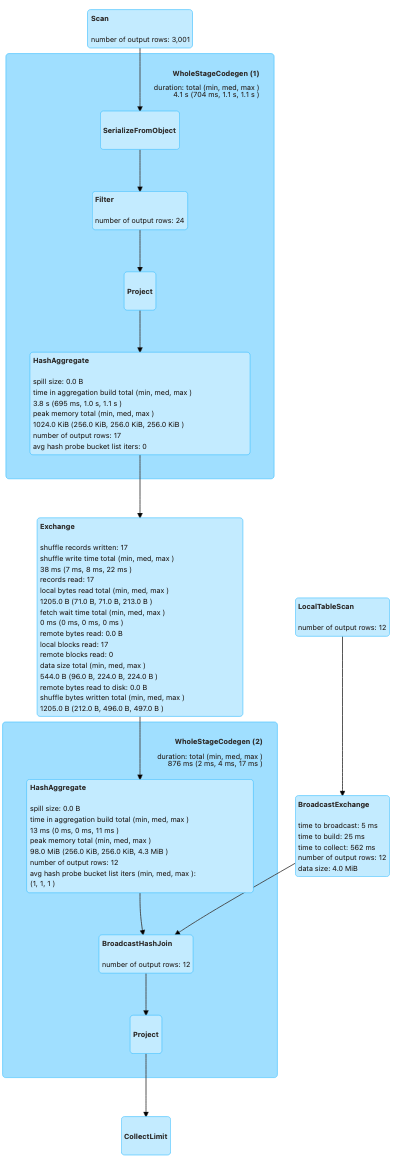 Scan
number of output rows: 3,001
WholeStageCodegen (1)
duration: total (min, med, max )
4.1 s (704 ms, 1.1 s, 1.1 s )
SerializeFromObject
Filter
number of output rows: 24
Project
HashAggregate
spill size: 0.0 B
time in aggregation build total (min, med, max )
3.8 s (695 ms, 1.0 s, 1.1 s )
peak memory total (min, med, max )
1024.0 KiB (256.0 KiB, 256.0 KiB, 256.0 KiB )
number of output rows: 17
avg hash probe bucket list iters: 0
Exchange
shuffle records written: 17
shuffle write time total (min, med, max )
38 ms (7 ms, 8 ms, 22 ms )
records read: 17
local bytes read total (min, med, max )
1205.0 B (71.0 B, 71.0 B, 213.0 B )
fetch wait time total (min, med, max )
0 ms (0 ms, 0 ms, 0 ms )
remote bytes read: 0.0 B
local blocks read: 17
remote blocks read: 0
data size total (min, med, max )
544.0 B (96.0 B, 224.0 B, 224.0 B )
remote bytes read to disk: 0.0 B
shuffle bytes written total (min, med, max )
1205.0 B (212.0 B, 496.0 B, 497.0 B )
LocalTableScan
number of output rows: 12
WholeStageCodegen (2)
duration: total (min, med, max )
876 ms (2 ms, 4 ms, 17 ms )
HashAggregate
spill size: 0.0 B
time in aggregation build total (min, med, max )
13 ms (0 ms, 0 ms, 11 ms )
peak memory total (min, med, max )
98.0 MiB (256.0 KiB, 256.0 KiB, 4.3 MiB )
number of output rows: 12
avg hash probe bucket list iters (min, med, max ):
(1, 1, 1 )
BroadcastExchange
time to broadcast: 5 ms
time to build: 25 ms
time to collect: 562 ms
number of output rows: 12
data size: 4.0 MiB
BroadcastHashJoin
number of output rows: 12
Project
CollectLimit